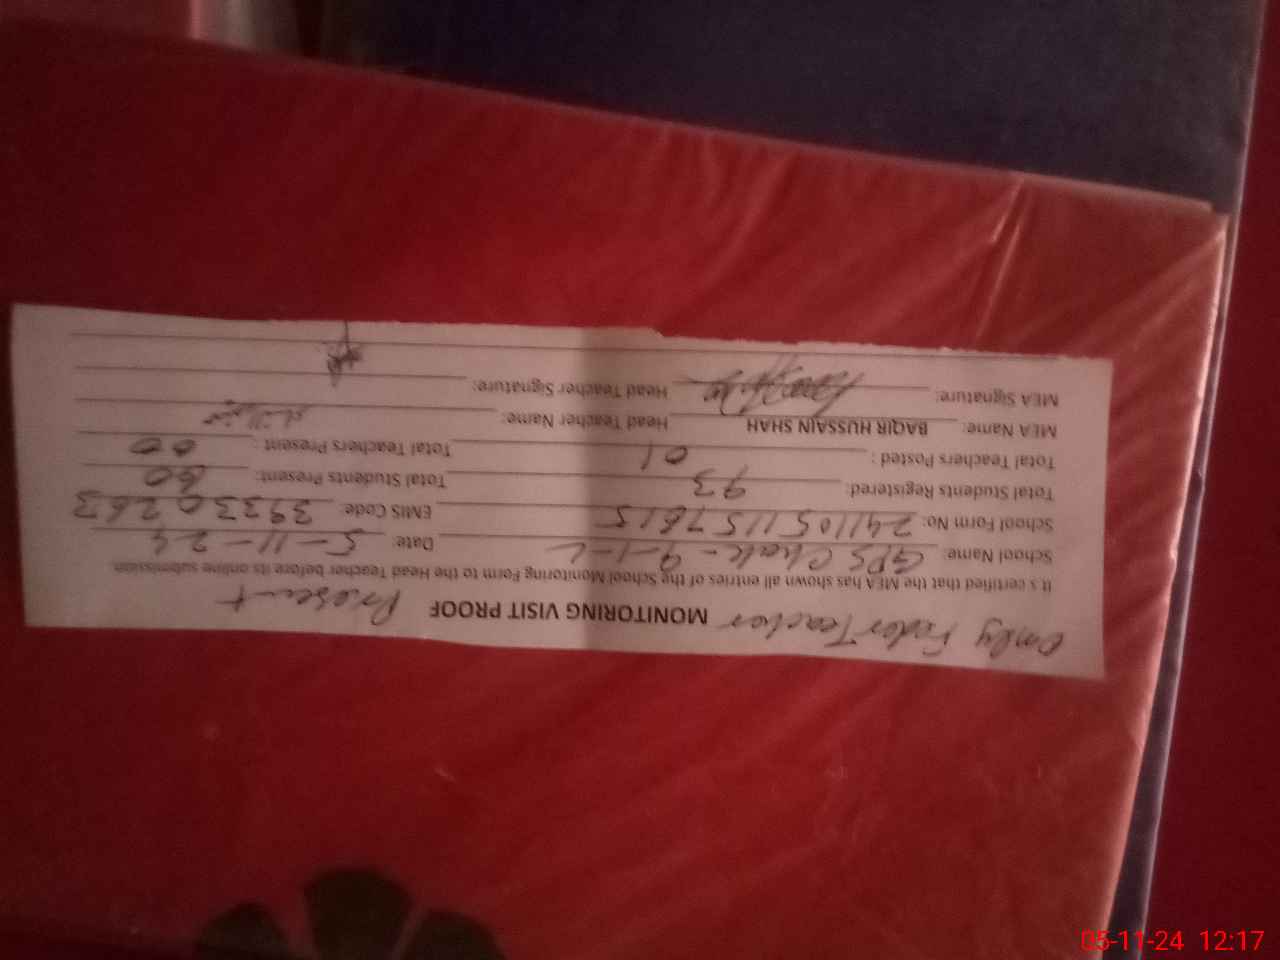 Only Teacher MONITORING VISIT PROOF Present
It s certified that the MEA has shown all entries of the School Monitoring Form to the Head Teacher before its online submission.
School Name: GPS Chak - 9-1-L Date: 5-11-24
School Form No: 2411051157815 EMIS Code: 39330263
Total Students Registered: 93 Total Students Present: 60
Total Teachers Posted : 01 Total Teachers Present : 00
MEA Name: BAQIR HUSSAIN SHAH Head Teacher Name:
MEA Signature: Head Teacher Signature:
05-11-24 12:17